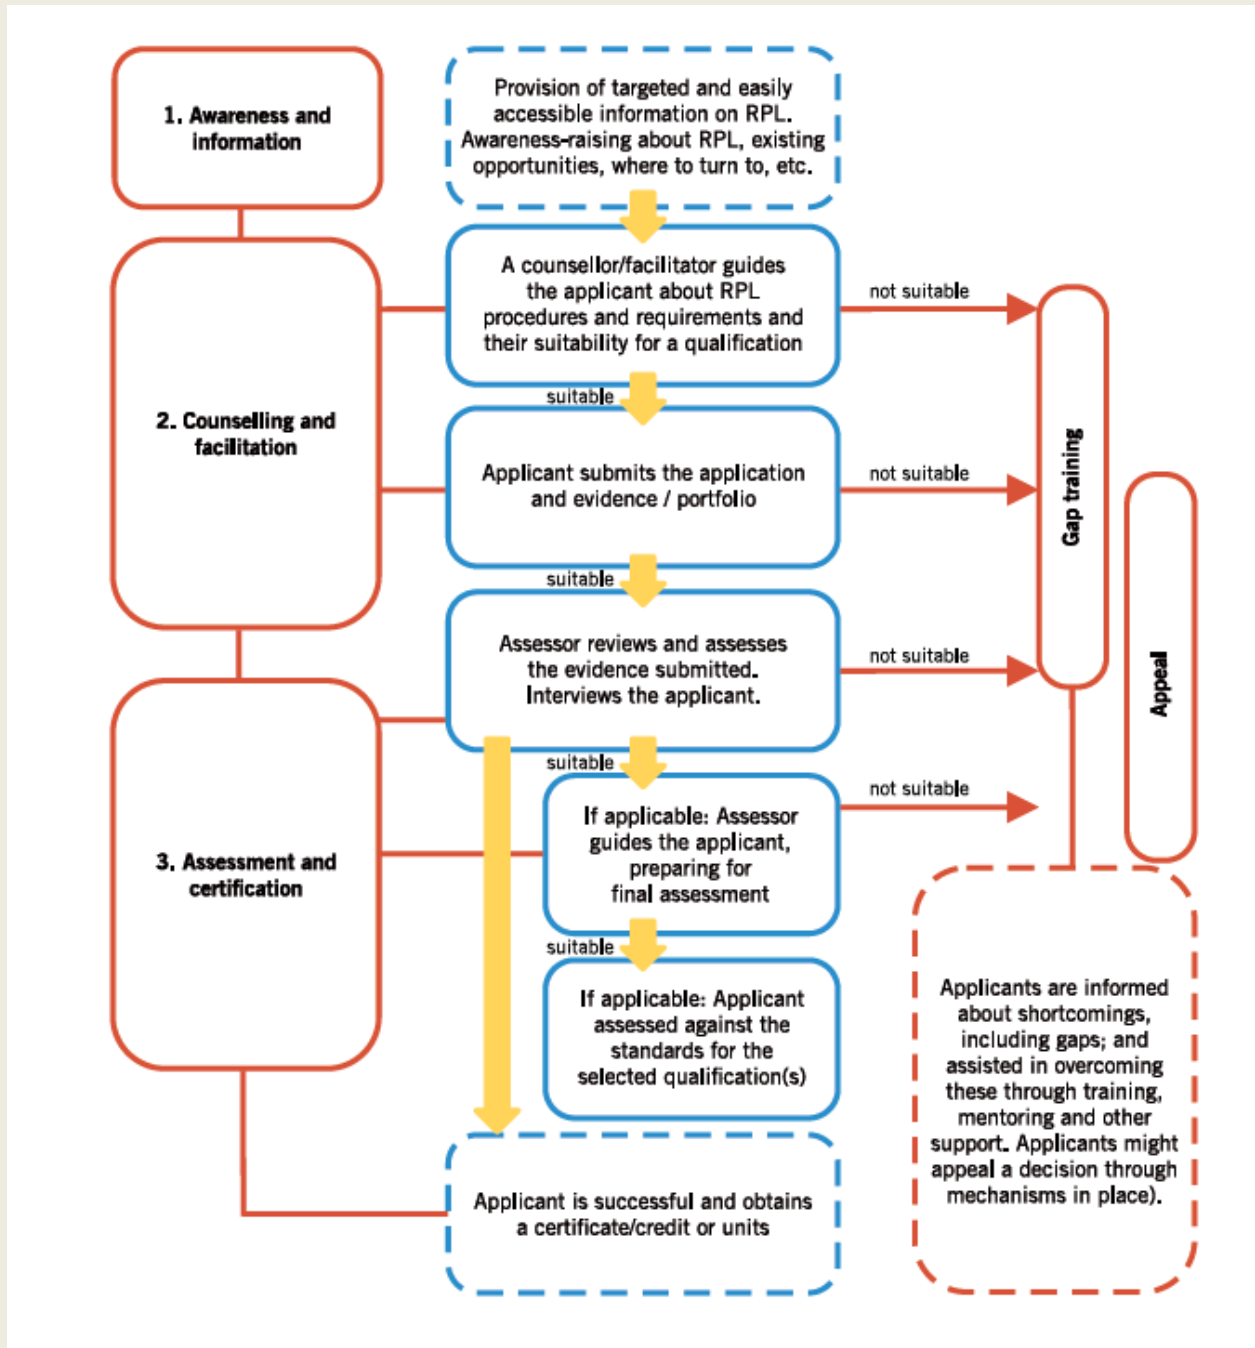 1. Awareness and
information
Provision of targeted and easily
accessible information on RPL.
Awareness-raising about RPL, existing
opportunities, where to turn to, etc.
2. Counselling and
facilitation
A counsellor/facilitator guides
the applicant about RPL
procedures and requirements and
their suitability for a qualification
not suitable
suitable
Applicant submits the application
and evidence / portfolio
not suitable
suitable
Gap training
Appeal
3. Assessment and
certification
Assessor reviews and assesses
the evidence submitted.
Interviews the applicant.
not suitable
suitable
If applicable: Assessor
guides the applicant,
preparing for
final assessment
not suitable
suitable
If applicable: Applicant
assessed against the
standards for the
selected qualification(s)
Applicant is successful and obtains
a certificate/credit or units
Applicants are informed
about shortcomings,
including gaps; and
assisted in overcoming
these through training,
mentoring and other
support. Applicants might
appeal a decision through
mechanisms in place).